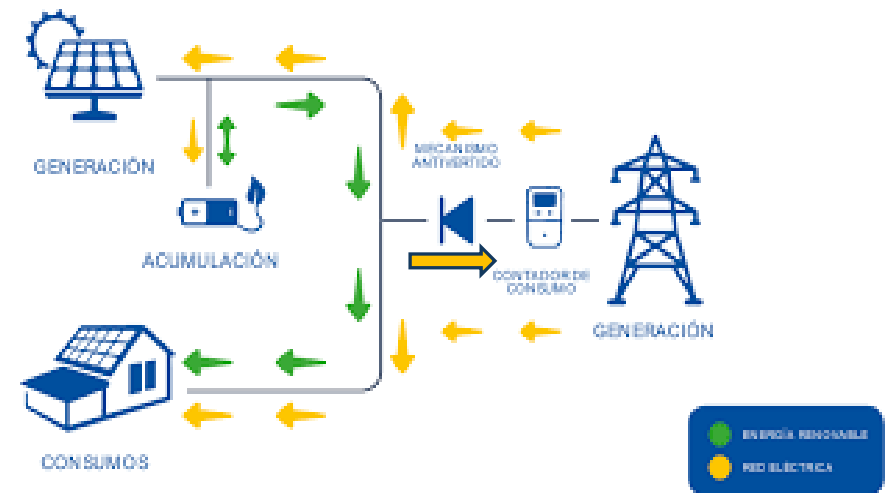 GENERACIÓN
MECANISMO
ANTIVERTIDO
ACUMULACIÓN
CONTADOR DE
CONSUMO
GENERACIÓN
CONSUMOS
ENERGÍA RENOVABLE
RED ELÉCTRICA